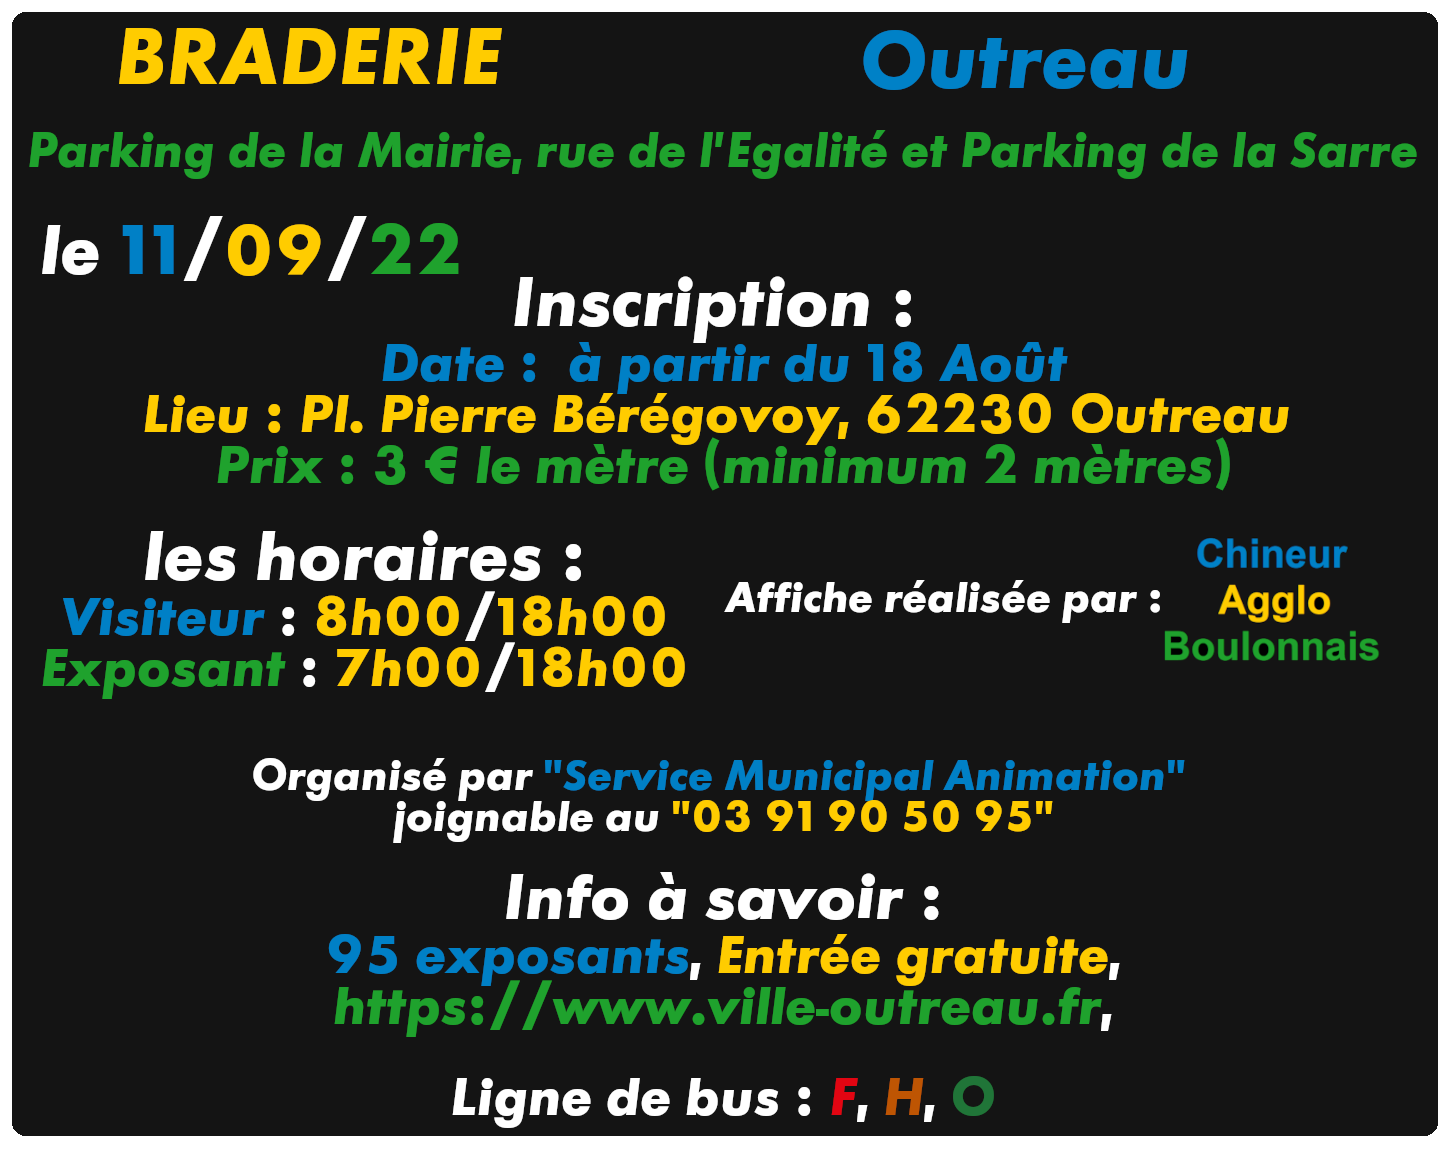 BRADERIE
Outreau
Parking de la Mairie, rue de l'Egalité et Parking de la Sarre
le 11/09/22
Inscription :
Date : à partir du 18 Août
Lieu : Pl. Pierre Bérégovoy, 62230 Outreau
Prix : 3 € le mètre (minimum 2 mètres)
les horaires :
Visiteur : 8h00/18h00
Exposant : 7h00/18h00
Affiche réalisée par :
Chineur
Agglo
Boulonnais
Organisé par "Service Municipal Animation"
joignable au "03 91 90 50 95"
Info à savoir :
95 exposants, Entrée gratuite,
https://www.ville-outreau.fr,
Ligne de bus : F, H, O